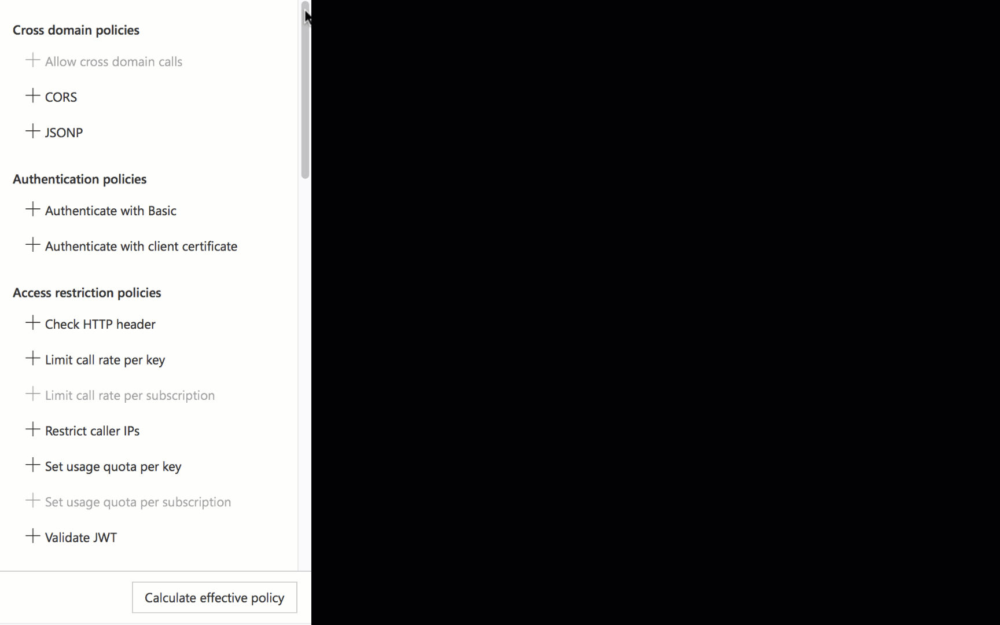 Cross domain policies
Allow cross domain calls
CORS
JSONP
Authentication policies
Authenticate with Basic
Authenticate with client certificate
Access restriction policies
Check HTTP header
Limit call rate per key
Limit call rate per subscription
Restrict caller IPs
Set usage quota per key
Set usage quota per subscription
Validate JWT
Calculate effective policy